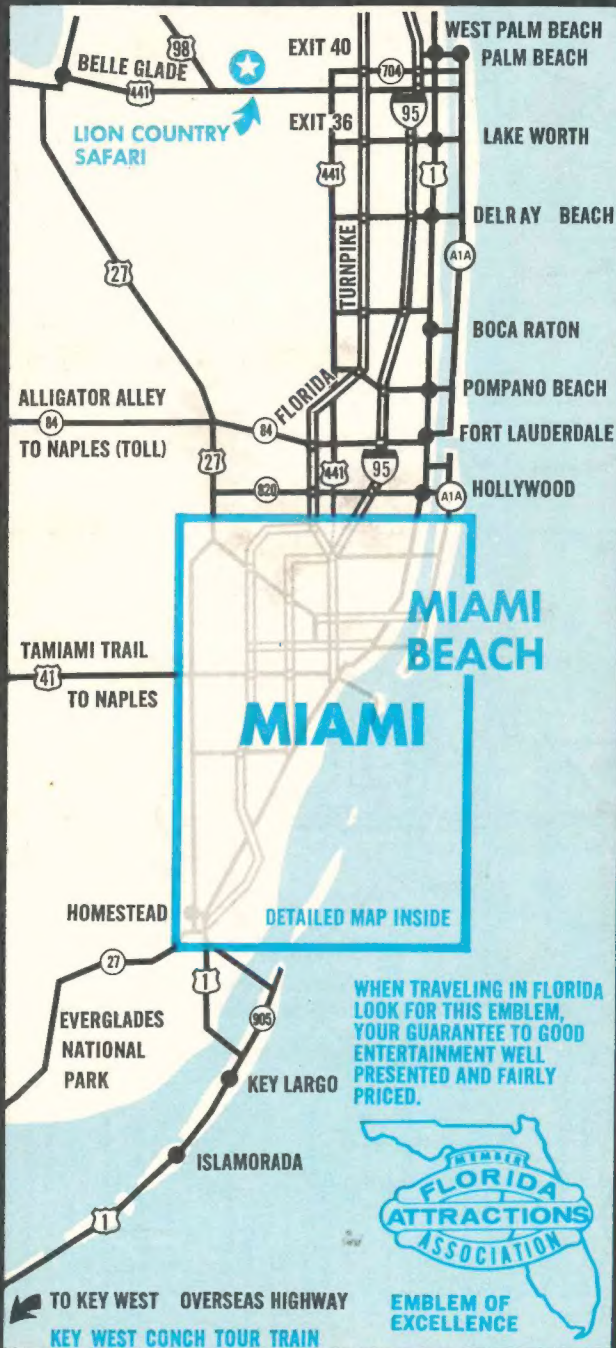 WEST PALM BEACH
98
EXIT 40
704
PALM BEACH
BELLE GLADE
441
95
EXIT 36
LION COUNTRY
SAFARI
LAKE WORTH
441
1
DELRAY BEACH
27
TURNPIKE
A1A
BOCA RATON
ALLIGATOR ALLEY
FLORIDA
POMPANO BEACH
84
84
FORT LAUDERDALE
TO NAPLES (TOLL)
27
441
95
820
A1A
HOLLYWOOD
MIAMI
BEACH
TAMIAMI TRAIL
41
TO NAPLES
MIAMI
HOMESTEAD
DETAILED MAP INSIDE
27
1
905
EVERGLADES
NATIONAL
PARK
KEY LARGO
ISLAMORADA
1
WHEN TRAVELING IN FLORIDA
LOOK FOR THIS EMBLEM,
YOUR GUARANTEE TO GOOD
ENTERTAINMENT WELL
PRESENTED AND FAIRLY
PRICED.
MEMBER
FLORIDA
ATTRACTIONS
ASSOCIATION
TO KEY WEST OVERSEAS HIGHWAY
KEY WEST CONCH TOUR TRAIN
EMBLEM OF
EXCELLENCE